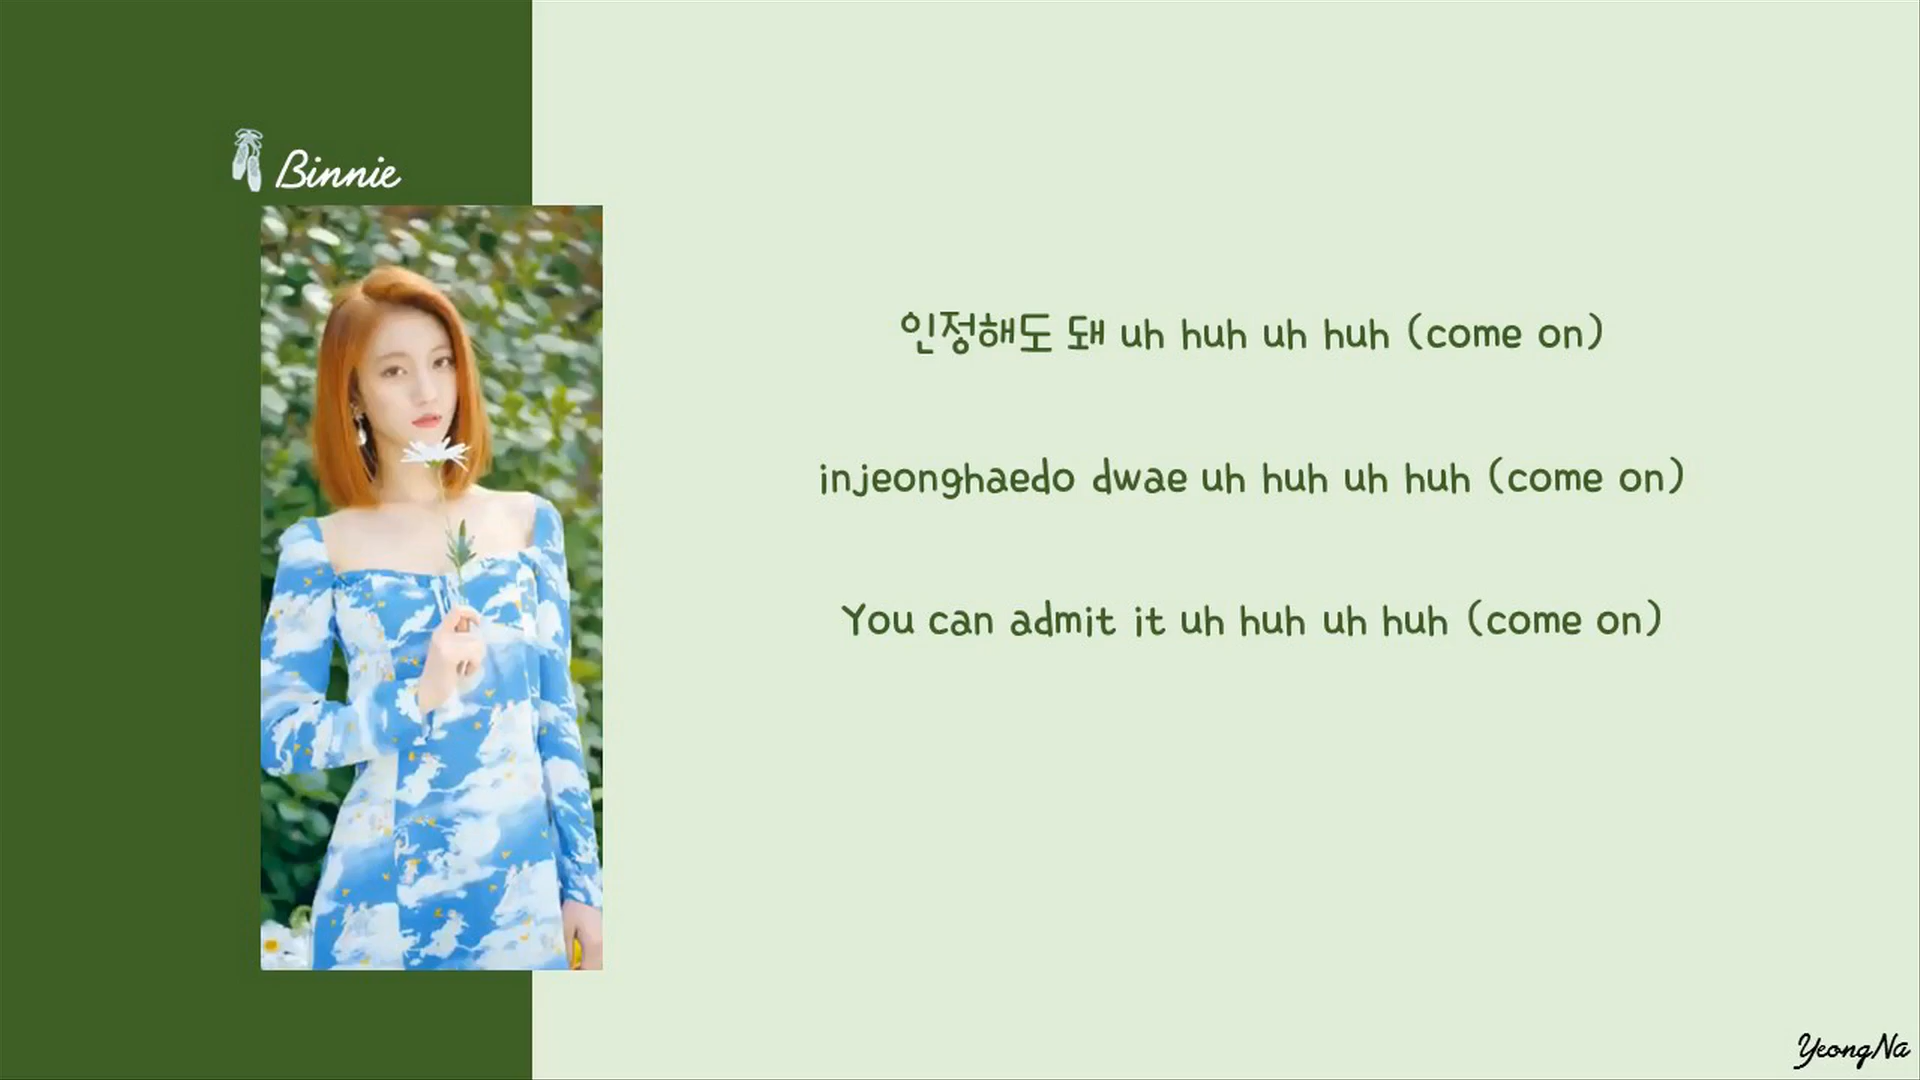 Binnie
인정해도 돼 uh huh uh huh (come on)
injeonghaedo dwae uh huh uh huh (come on)
You can admit it uh huh uh huh (come on)
YeongNa